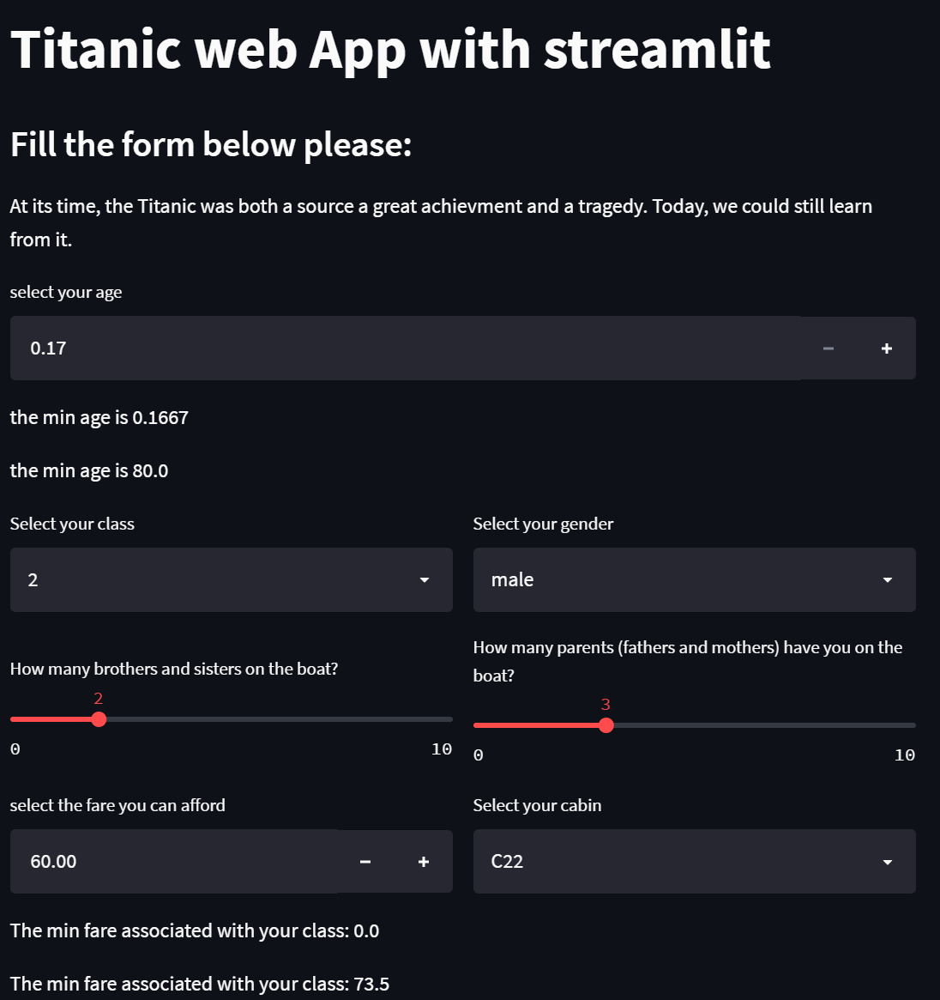 Titanic web App with streamlit
Fill the form below please:
At its time, the Titanic was both a source a great achievment and a tragedy. Today, we could still learn
from it.
select your age
0.17
the min age is 0.1667
the min age is 80.0
Select your class
2
Select your gender
male
How many brothers and sisters on the boat?
2
0 10
How many parents (fathers and mothers) have you on the
boat?
3
0 10
select the fare you can afford
60.00
Select your cabin
C22
The min fare associated with your class: 0.0
The min fare associated with your class: 73.5